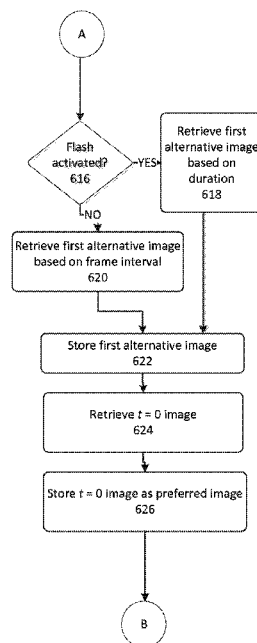 A
Flash
activated?
616
YES
Retrieve first
alternative image
based on
duration
618
NO
Retrieve first alternative image
based on frame interval
620
Store first alternative image
622
Retrieve t = 0 image
624
Store t = 0 image as preferred image
626
B